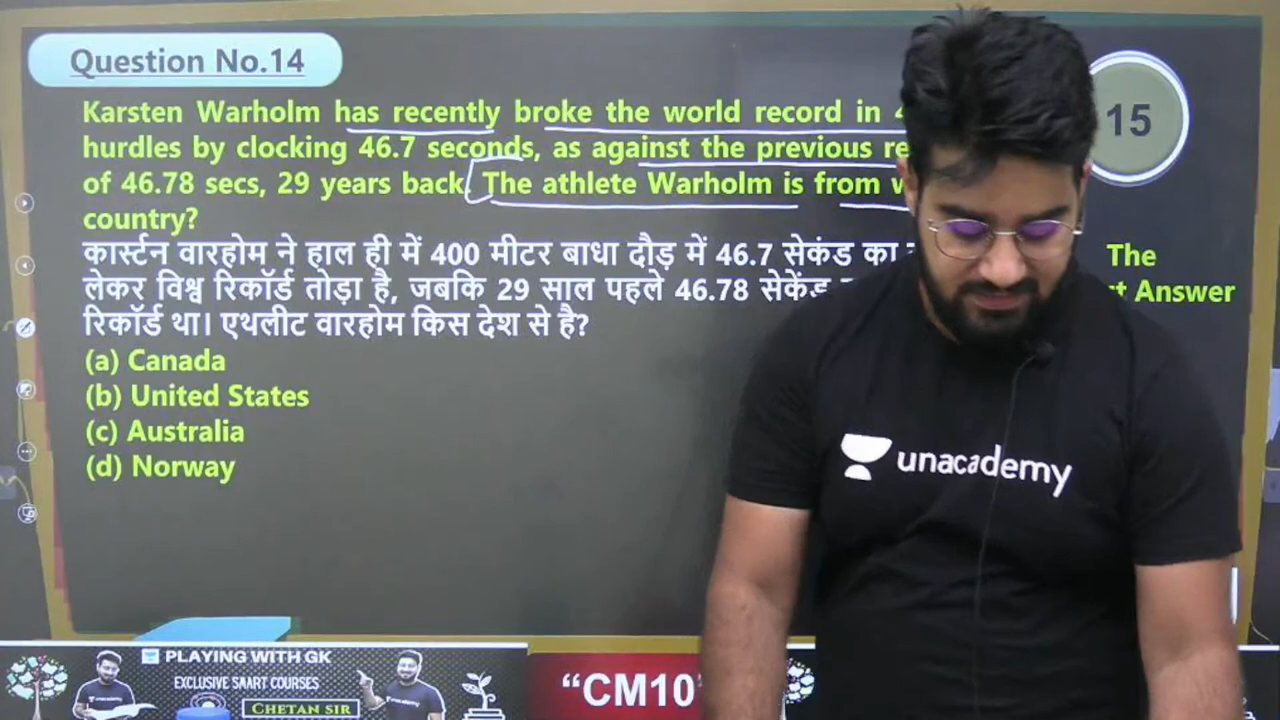 Question No.14
Karsten Warholm has recently broke the world record in
hurdles by clocking 46.7 seconds, as against the previous
of 46.78 secs, 29 years back. The athlete Warholm is from
country?
कार्स्टन वारहोम ने हाल ही में 400 मीटर बाधा दौड़ में 46.7 सेकंड का
लेकर विश्व रिकॉर्ड तोड़ा है, जबकि 29 साल पहले 46.78 सेकेंड
रिकॉर्ड था। एथलीट वारहोम किस देश से है?
(a) Canada
(b) United States
(c) Australia
(d) Norway
15
The
Answer
unacademy
PLAYING WITH GK
EXCLUSIVE SAART COURSES
CHETAN SIR
unacademy
unacademy
“CM10”